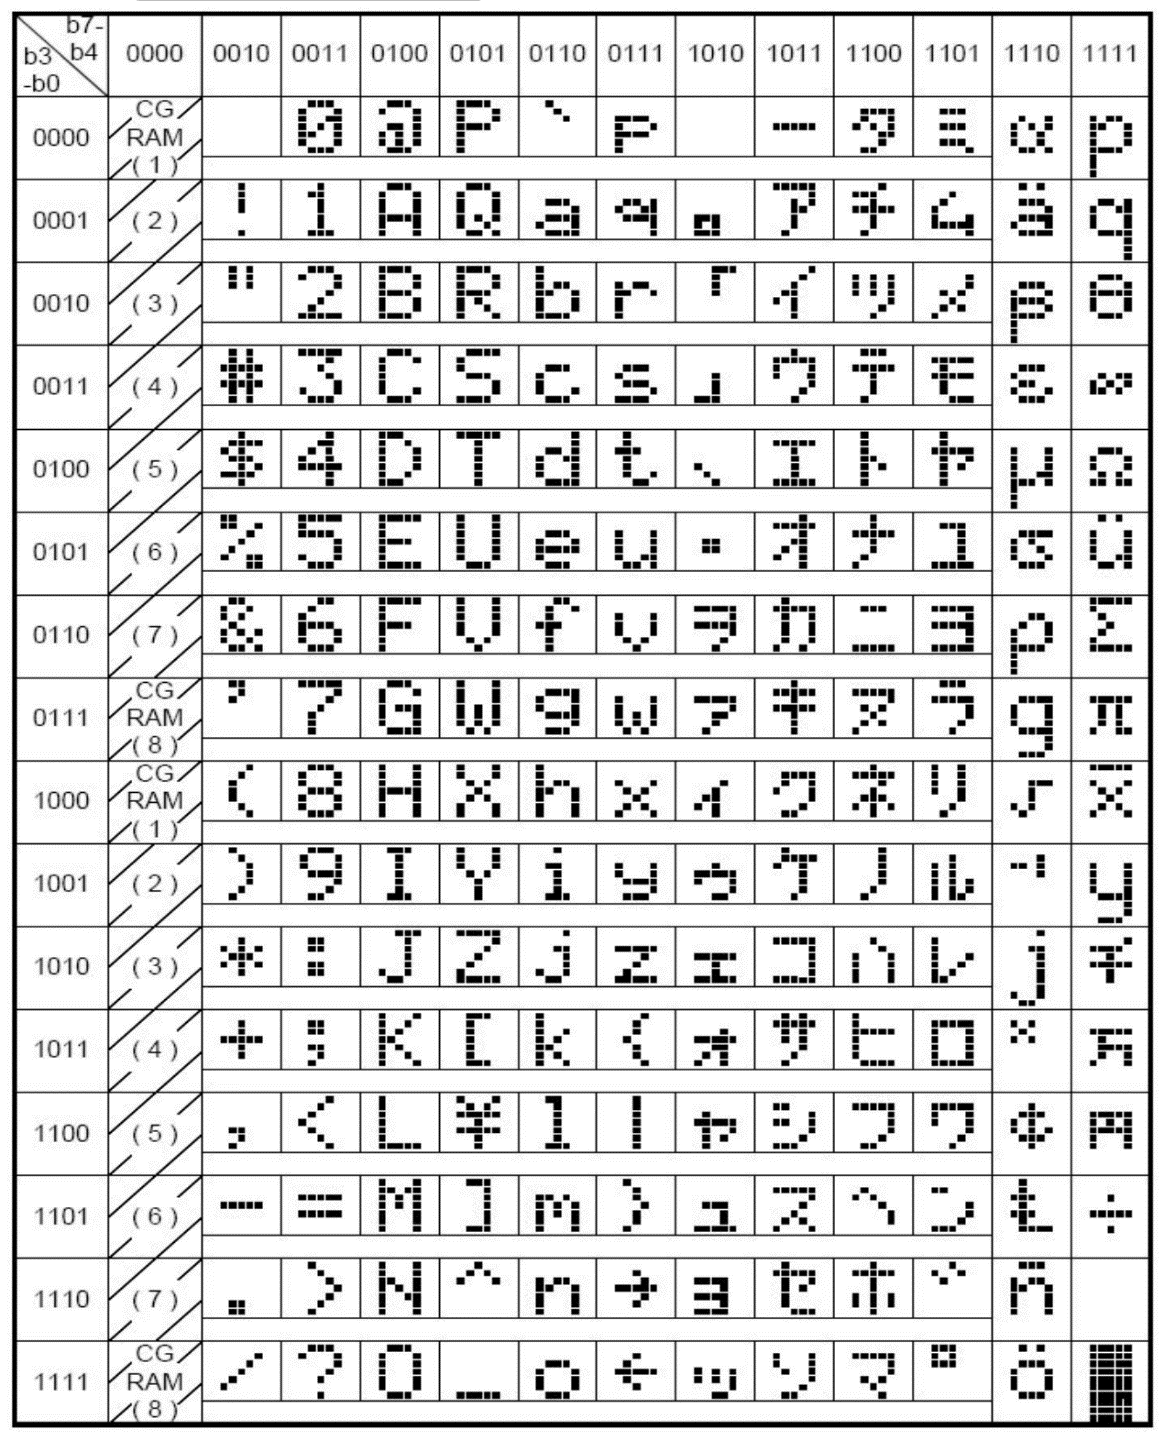 b7-
b3 b4 0000 0010 0011 0100 0101 0110 0111 1010 1011 1100 1101 1110 1111
-b0
0000 CG RAM (1) 0 @ P ` p ー タ ミ α p
0001 (2) ! 1 A Q a q 。 ア チ ム ä q
0010 (3) " 2 B R b r 「 イ ツ メ β θ
0011 (4) # 3 C S c s 」 ウ テ モ ε ∞
0100 (5) $ 4 D T d t 、 エ ト ヤ μ Ω
0101 (6) % 5 E U e u ・ オ ナ ユ σ ü
0110 (7) & 6 F V f v ヲ カ ニ ヨ ρ Σ
0111 CG RAM (8) ' 7 G W g w ァ キ ヌ ラ g π
1000 CG RAM (1) ( 8 H X h x ィ ク ネ リ √ x̄
1001 (2) ) 9 I Y i y ゥ ケ ノ ル ⁻¹ y
1010 (3) * : J Z j z ェ コ ハ レ j 千
1011 (4) + ; K [ k { ォ サ ヒ ロ ˣ 万
1100 (5) , < L ¥ l | ャ シ フ ワ ¢ 円
1101 (6) - = M ] m } ュ ス ヘ ン ÷
1110 (7) . > N ^ n → ョ セ ホ ゛ ñ
1111 CG RAM (8) / ? O _ o ← ッ ソ マ ゜ ö █